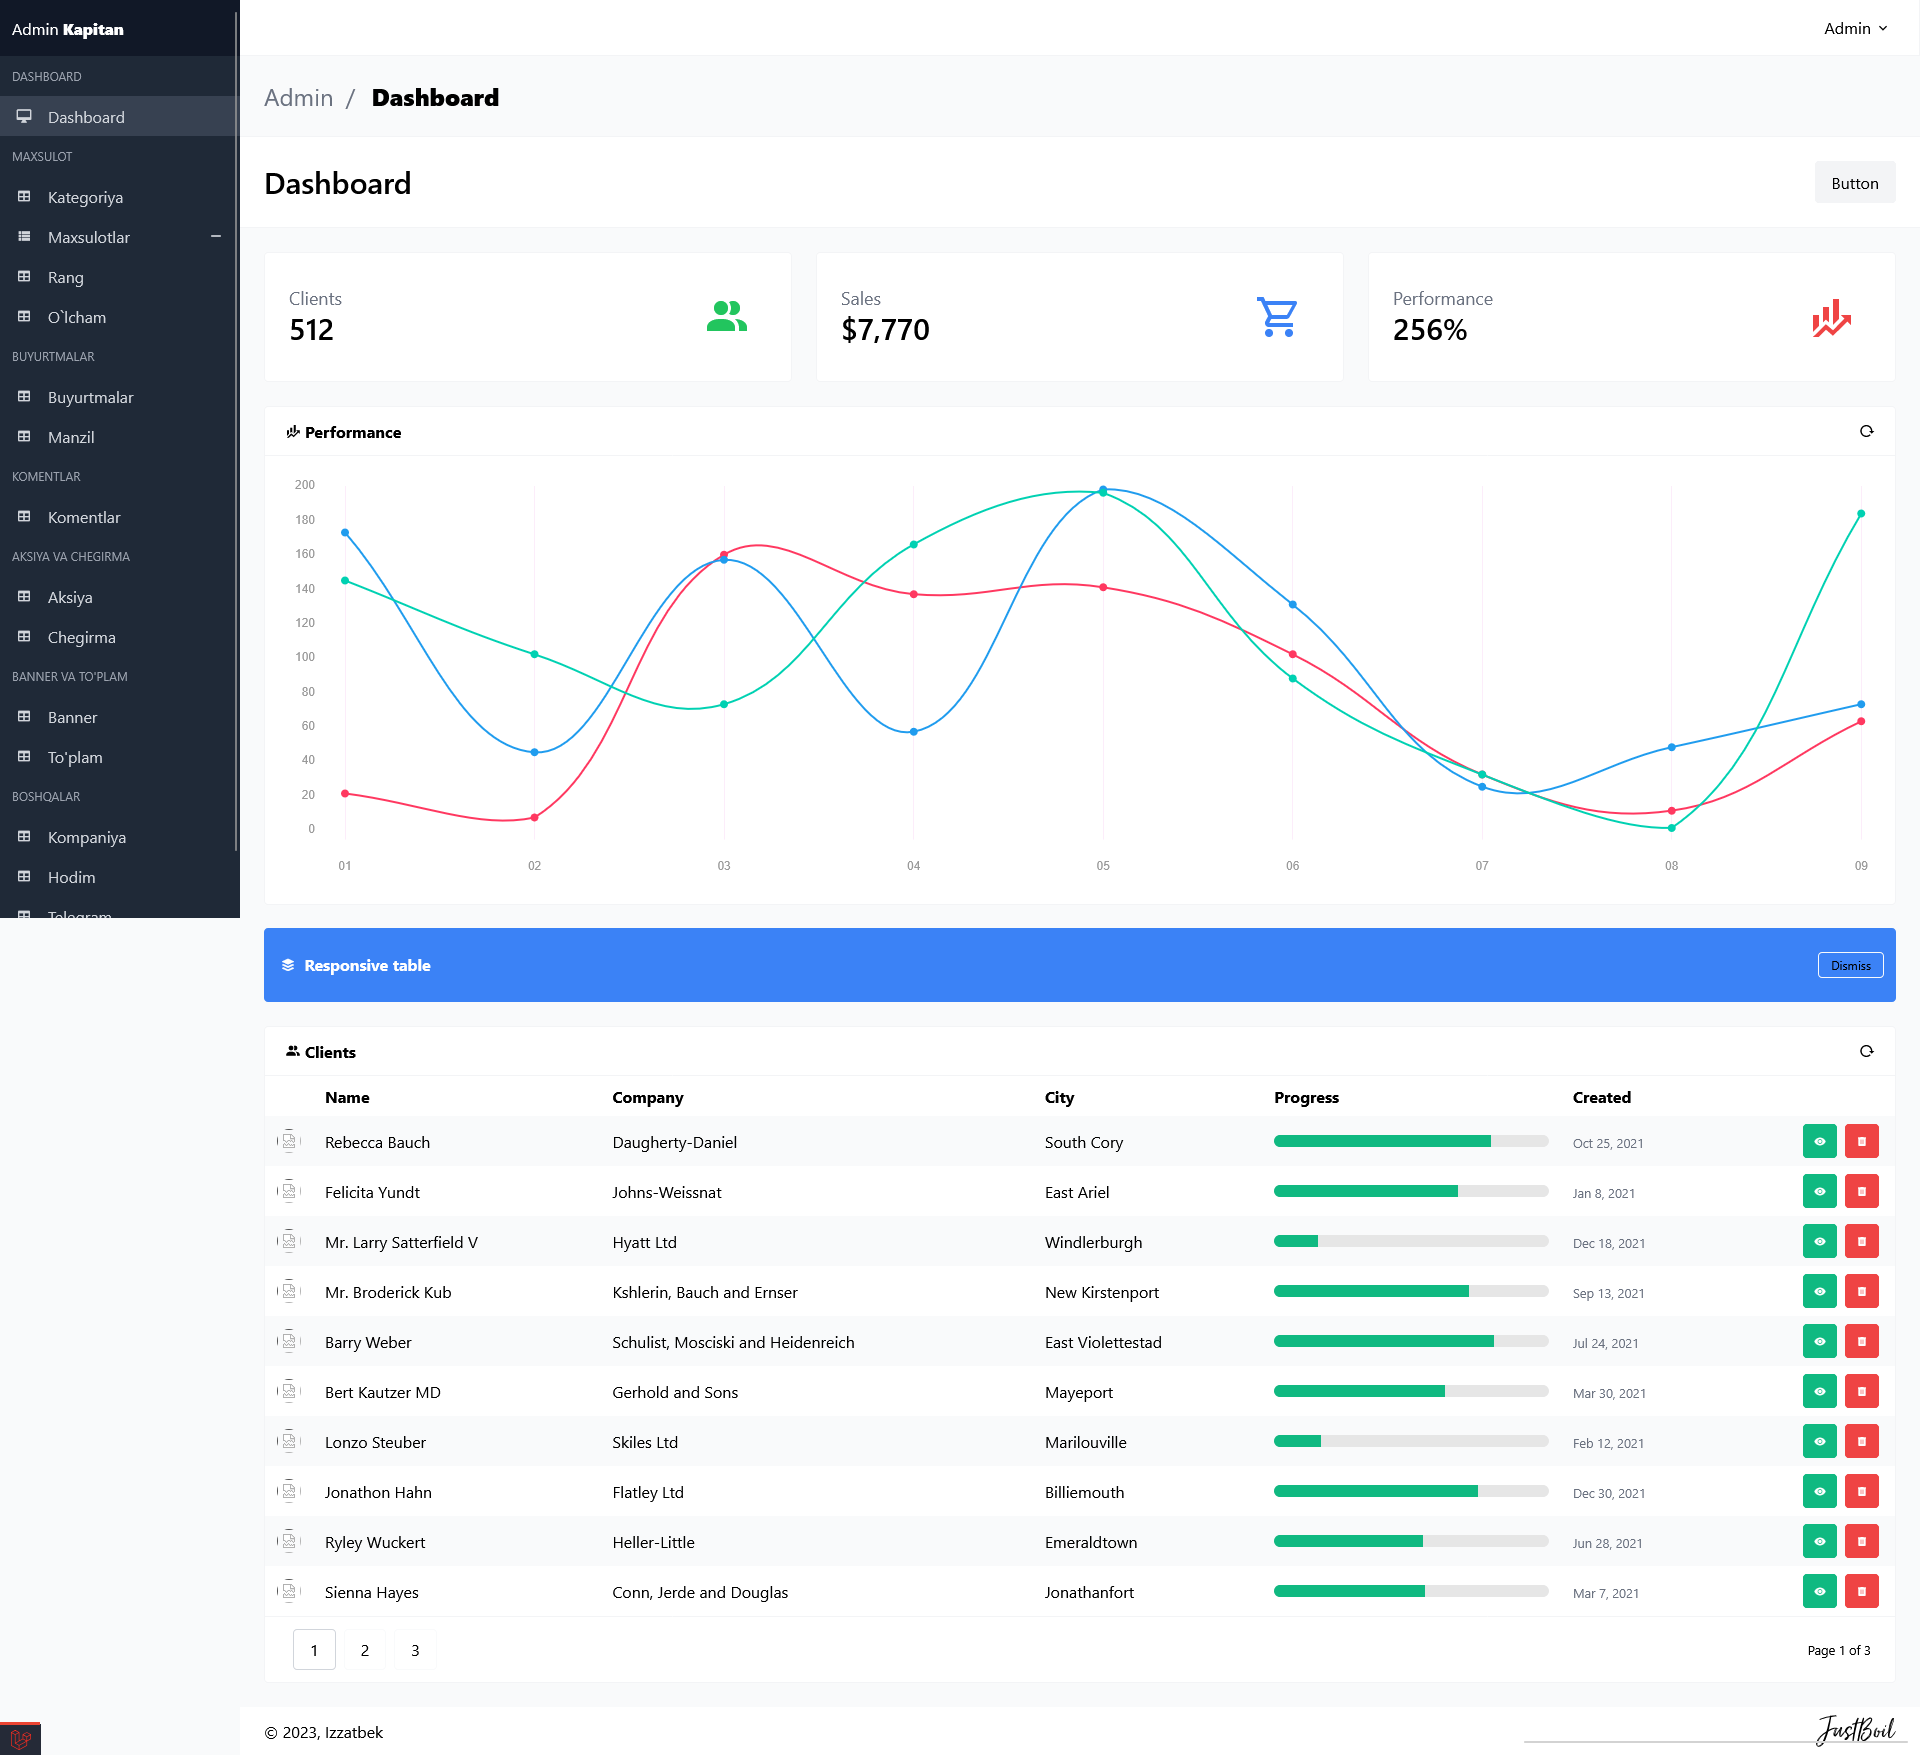 Admin Kapitan
DASHBOARD
Dashboard
MAXSULOT
Kategoriya
Maxsulotlar
Rang
O`lcham
BUYURTMALAR
Buyurtmalar
Manzil
KOMENTLAR
Komentlar
AKSIYA VA CHEGIRMA
Aksiya
Chegirma
BANNER VA TO'PLAM
Banner
To'plam
BOSHQALAR
Kompaniya
Hodim
Telegram
Admin
Admin / Dashboard
Dashboard
Button
Clients
512
Sales
$7,770
Performance
256%
Performance
200
180
160
140
120
100
80
60
40
20
0
01 02 03 04 05 06 07 08 09
Responsive table
Dismiss
Clients
Name Company City Progress Created
Rebecca Bauch Daugherty-Daniel South Cory Oct 25, 2021
Felicita Yundt Johns-Weissnat East Ariel Jan 8, 2021
Mr. Larry Satterfield V Hyatt Ltd Windlerburgh Dec 18, 2021
Mr. Broderick Kub Kshlerin, Bauch and Ernser New Kirstenport Sep 13, 2021
Barry Weber Schulist, Mosciski and Heidenreich East Violettestad Jul 24, 2021
Bert Kautzer MD Gerhold and Sons Mayeport Mar 30, 2021
Lonzo Steuber Skiles Ltd Marilouville Feb 12, 2021
Jonathon Hahn Flatley Ltd Billiemouth Dec 30, 2021
Ryley Wuckert Heller-Little Emeraldtown Jun 28, 2021
Sienna Hayes Conn, Jerde and Douglas Jonathanfort Mar 7, 2021
1 2 3
Page 1 of 3
© 2023, Izzatbek
JustBoil